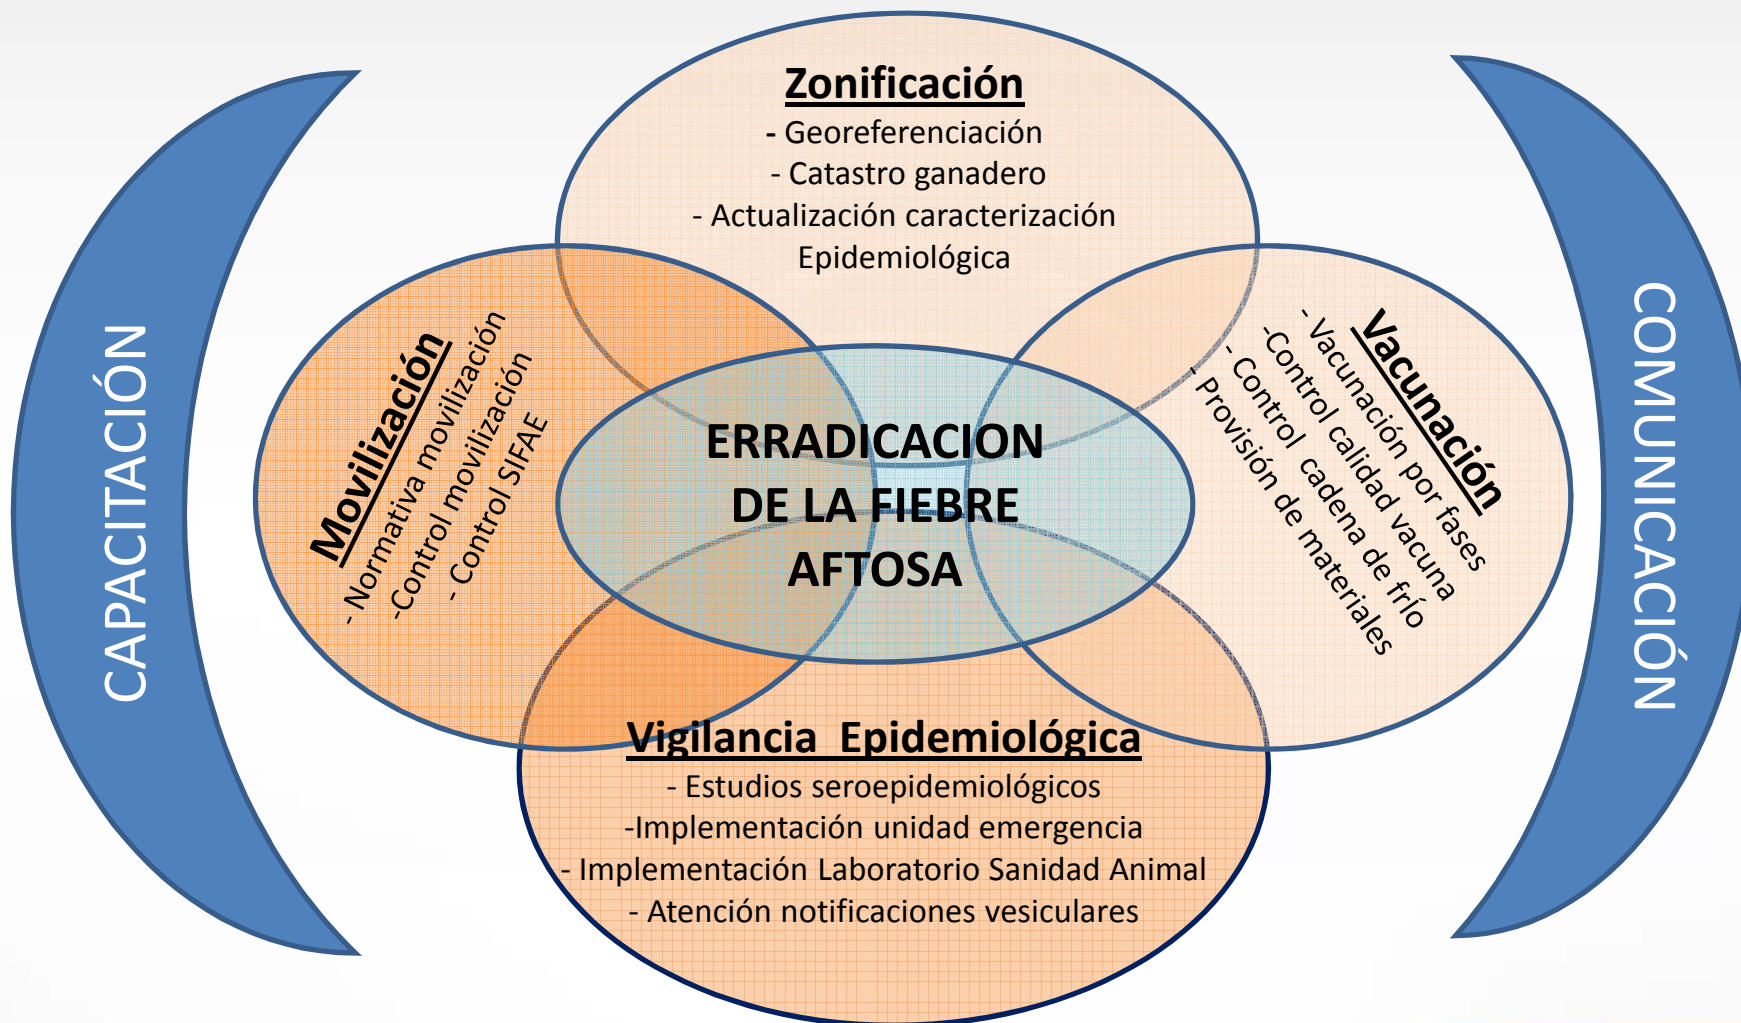 Zonificación
- Georeferenciación
- Catastro ganadero
- Actualización caracterización
Epidemiológica
CAPACITACIÓN
Movilización
- Normativa movilización
-Control movilización
- Control SIFAE
ERRADICACION
DE LA FIEBRE
AFTOSA
Vacunación
- Vacunación por fases
-Control calidad vacuna
- Control cadena de frío
- Provisión de materiales
COMUNICACIÓN
Vigilancia Epidemiológica
- Estudios seroepidemiológicos
-Implementación unidad emergencia
- Implementación Laboratorio Sanidad Animal
- Atención notificaciones vesiculares